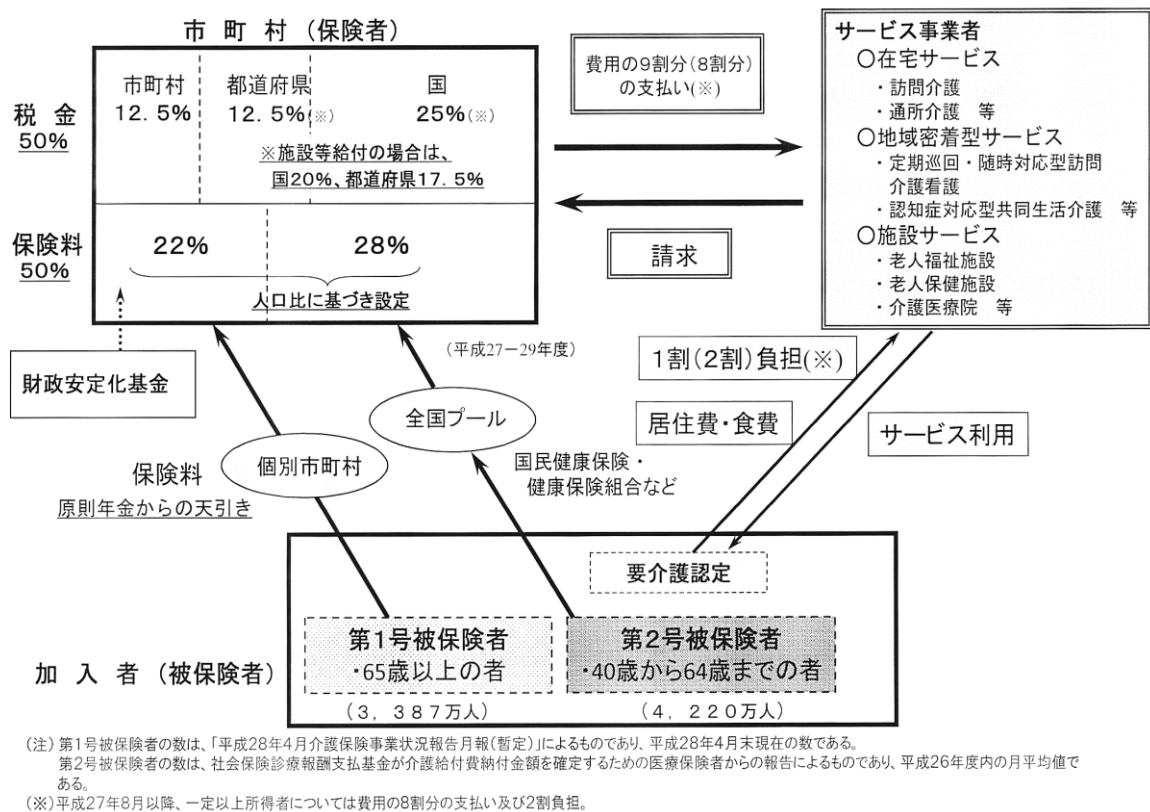 市 町 村 （保険者）
市町村
12．5%
都道府県
12．5%(※)
国
25%(※)
税 金
50%
※施設等給付の場合は、
国20%、都道府県17．5%
保険料
50%
22%
28%
人口比に基づき設定
費用の9割分（8割分）
の支払い(※)
請求
サービス事業者
○在宅サービス
・訪問介護
・通所介護 等
○地域密着型サービス
・定期巡回・随時対応型訪問
介護看護
・認知症対応型共同生活介護 等
○施設サービス
・老人福祉施設
・老人保健施設
・介護医療院 等
財政安定化基金
（平成27－29年度）
全国プール
個別市町村
保険料
原則年金からの天引き
国民健康保険・
健康保険組合など
1割（2割）負担(※)
居住費・食費
サービス利用
要介護認定
加 入 者 （被保険者）
第1号被保険者
・65歳以上の者
（3，387万人）
第2号被保険者
・40歳から64歳までの者
（4，220万人）
（注） 第1号被保険者の数は、「平成28年4月介護保険事業状況報告月報（暫定）」によるものであり、平成28年4月末現在の数である。
第2号被保険者の数は、社会保険診療報酬支払基金が介護給付費納付金額を確定するための医療保険者からの報告によるものであり、平成26年度内の月平均値で
ある。
（※）平成27年8月以降、一定以上所得者については費用の8割分の支払い及び2割負担。